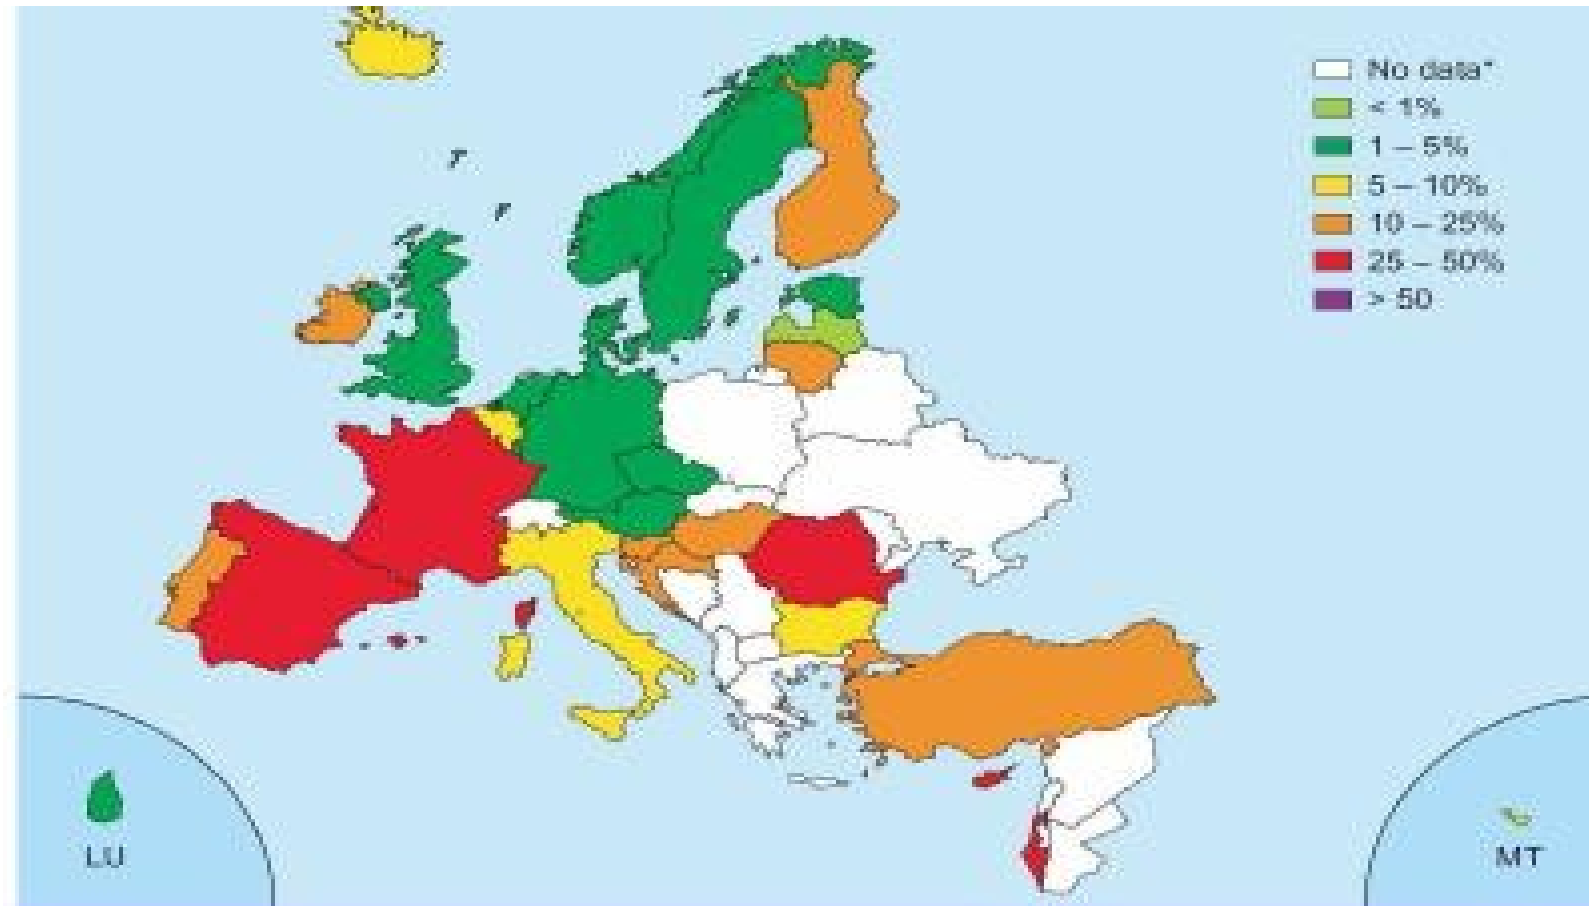 No data*
< 1%
1 – 5%
5 – 10%
10 – 25%
25 – 50%
> 50
LU
MT